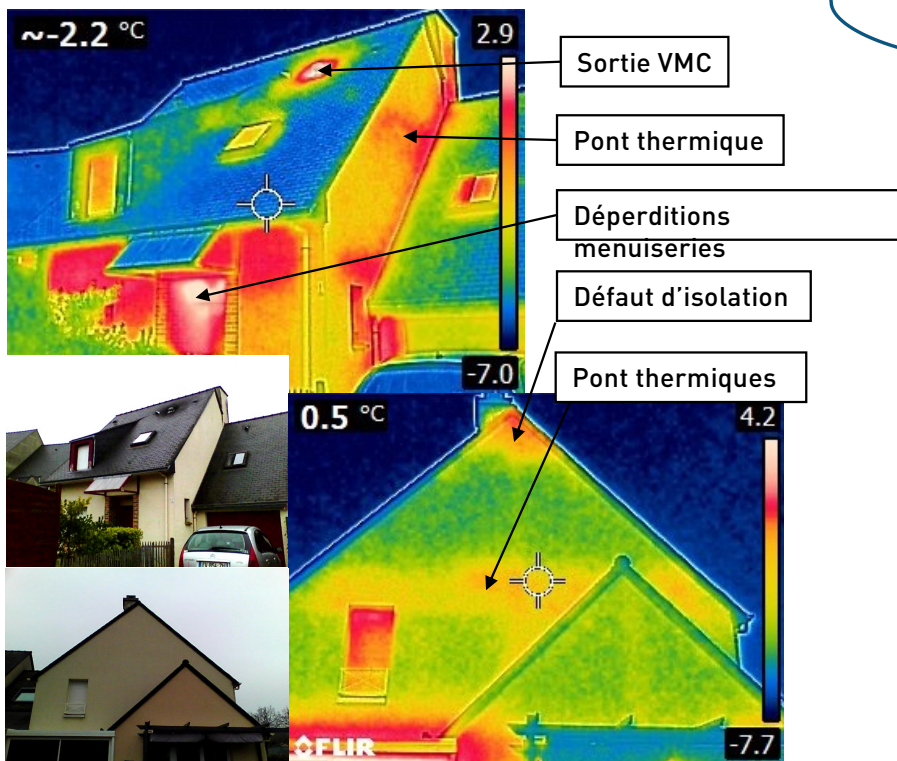 ~-2.2 °C
2.9
Sortie VMC
Pont thermique
Déperditions
menuiseries
Défaut d'isolation
-7.0
Pont thermiques
0.5 °C
4.2
-7.7
FLIR